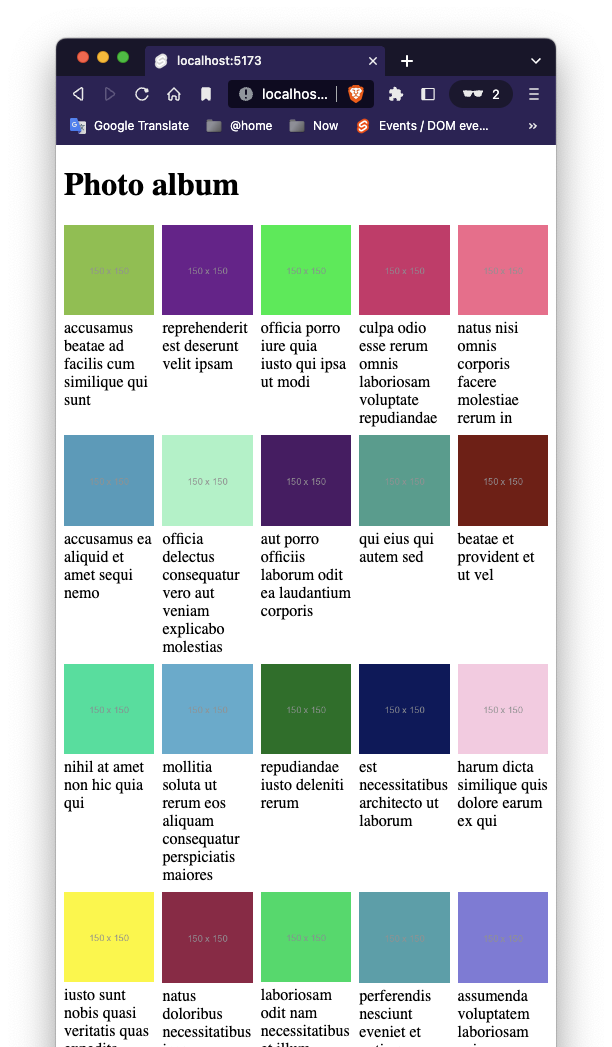 localhost:5173
localhos...
2
Google Translate
@home
Now
Events / DOM eve...
»
Photo album
150 x 150
150 x 150
150 x 150
150 x 150
150 x 150
accusamus
beatae ad
facilis cum
similique qui
sunt
reprehenderit
est deserunt
velit ipsam
officia porro
iure quia
iusto qui ipsa
ut modi
culpa odio
esse rerum
omnis
laboriosam
voluptate
repudiandae
natus nisi
omnis
corporis
facere
molestiae
rerum in
150 x 150
150 x 150
150 x 150
150 x 150
150 x 150
accusamus ea
aliquid et
amet sequi
nemo
officia
delectus
consequatur
vero aut
veniam
explicabo
molestias
aut porro
officiis
laborum odit
ea laudantium
corporis
qui eius qui
autem sed
beatae et
provident et
ut vel
150 x 150
150 x 150
150 x 150
150 x 150
150 x 150
nihil at amet
non hic quia
qui
mollitia
soluta ut
rerum eos
aliquam
consequatur
perspiciatis
maiores
repudiandae
iusto deleniti
rerum
est
necessitatibus
architecto ut
laborum
harum dicta
similique quis
dolore earum
ex qui
150 x 150
150 x 150
150 x 150
150 x 150
150 x 150
iusto sunt
nobis quasi
veritatis quas
natus
doloribus
necessitatibus
laboriosam
odit nam
necessitatibus
perferendis
nesciunt
eveniet et
assumenda
voluptatem
laboriosam